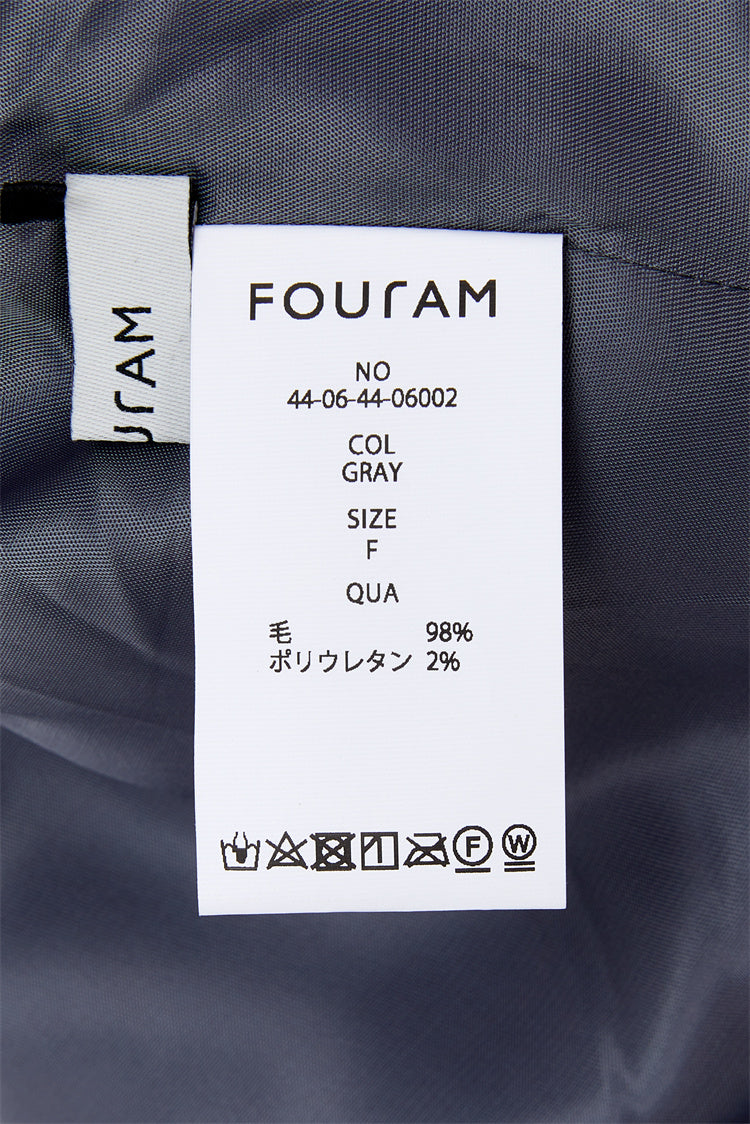 FOURAM
NO
44-06-44-06002
COL
GRAY
SIZE
F
QUA
毛 98%
ポリウレタン 2%
F W
URAM